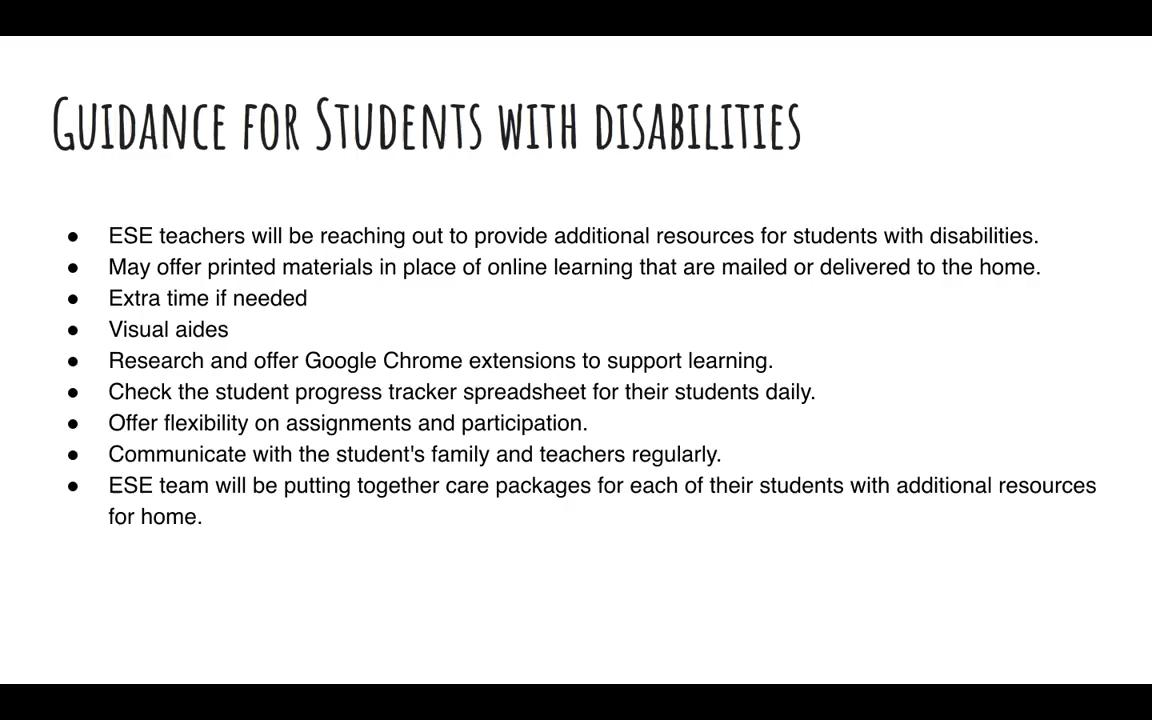 Guidance for Students with disabilities
● ESE teachers will be reaching out to provide additional resources for students with disabilities.
● May offer printed materials in place of online learning that are mailed or delivered to the home.
● Extra time if needed
● Visual aides
● Research and offer Google Chrome extensions to support learning.
● Check the student progress tracker spreadsheet for their students daily.
● Offer flexibility on assignments and participation.
● Communicate with the student's family and teachers regularly.
● ESE team will be putting together care packages for each of their students with additional resources
for home.